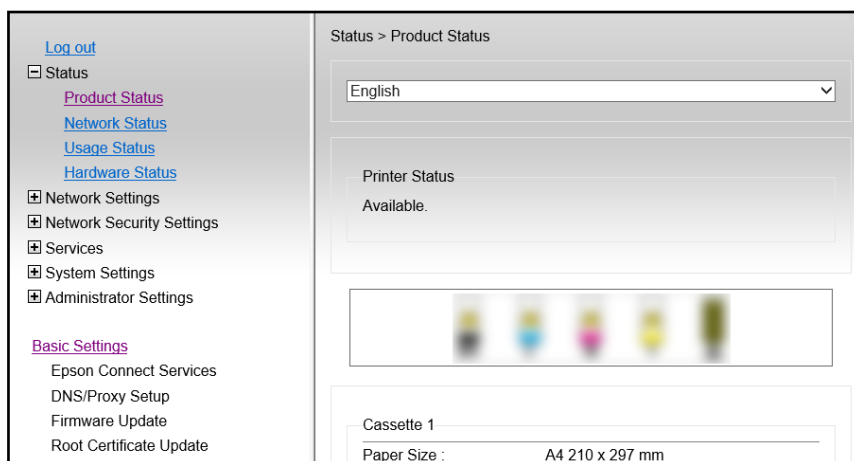 Log out
Status
Product Status
Network Status
Usage Status
Hardware Status
Network Settings
Network Security Settings
Services
System Settings
Administrator Settings
Basic Settings
Epson Connect Services
DNS/Proxy Setup
Firmware Update
Root Certificate Update
Status > Product Status
English
Printer Status
Available.
Cassette 1
Paper Size : A4 210 x 297 mm